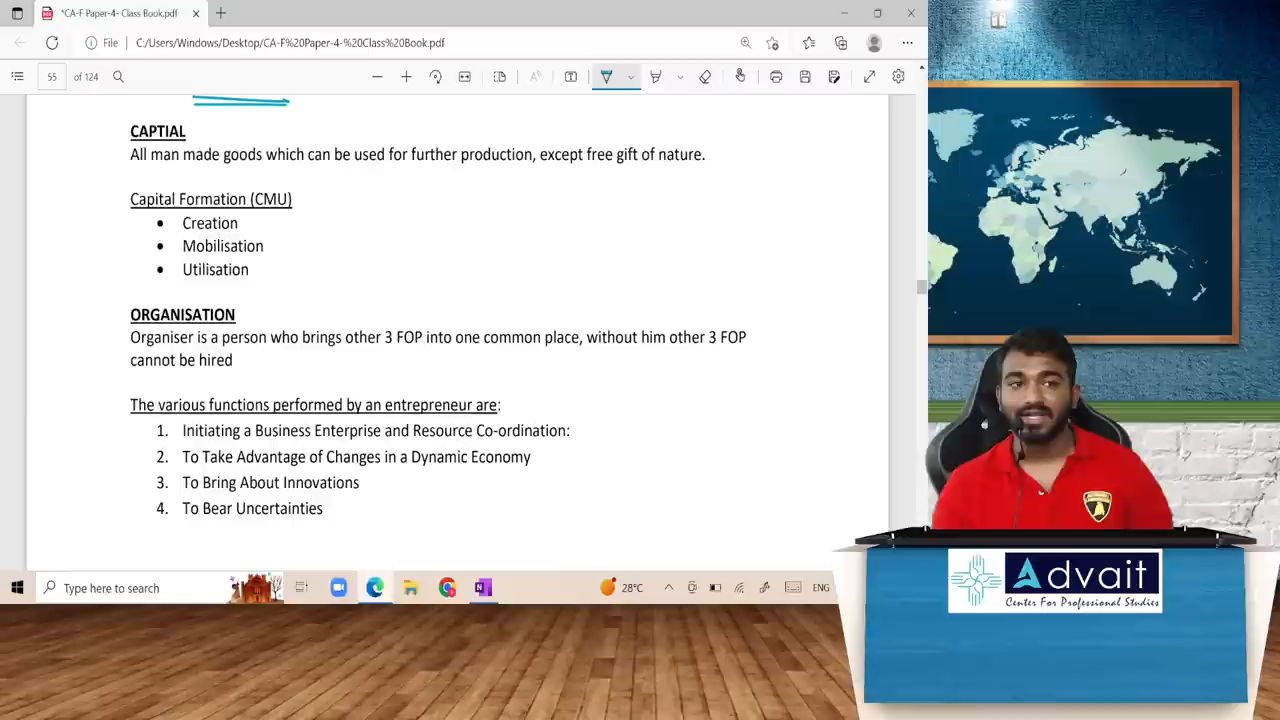 *CA-F Paper-4- Class Book.pdf
File
C:/Users/Windows/Desktop/CA-F%20Paper-4-%20Class%20Book.pdf
55 of 124
CAPTIAL
All man made goods which can be used for further production, except free gift of nature.
Capital Formation (CMU)
• Creation
• Mobilisation
• Utilisation
ORGANISATION
Organiser is a person who brings other 3 FOP into one common place, without him other 3 FOP
cannot be hired
The various functions performed by an entrepreneur are:
1. Initiating a Business Enterprise and Resource Co-ordination:
2. To Take Advantage of Changes in a Dynamic Economy
3. To Bring About Innovations
4. To Bear Uncertainties
Type here to search
28°C
ENG
Advait
Center For Professional Studies